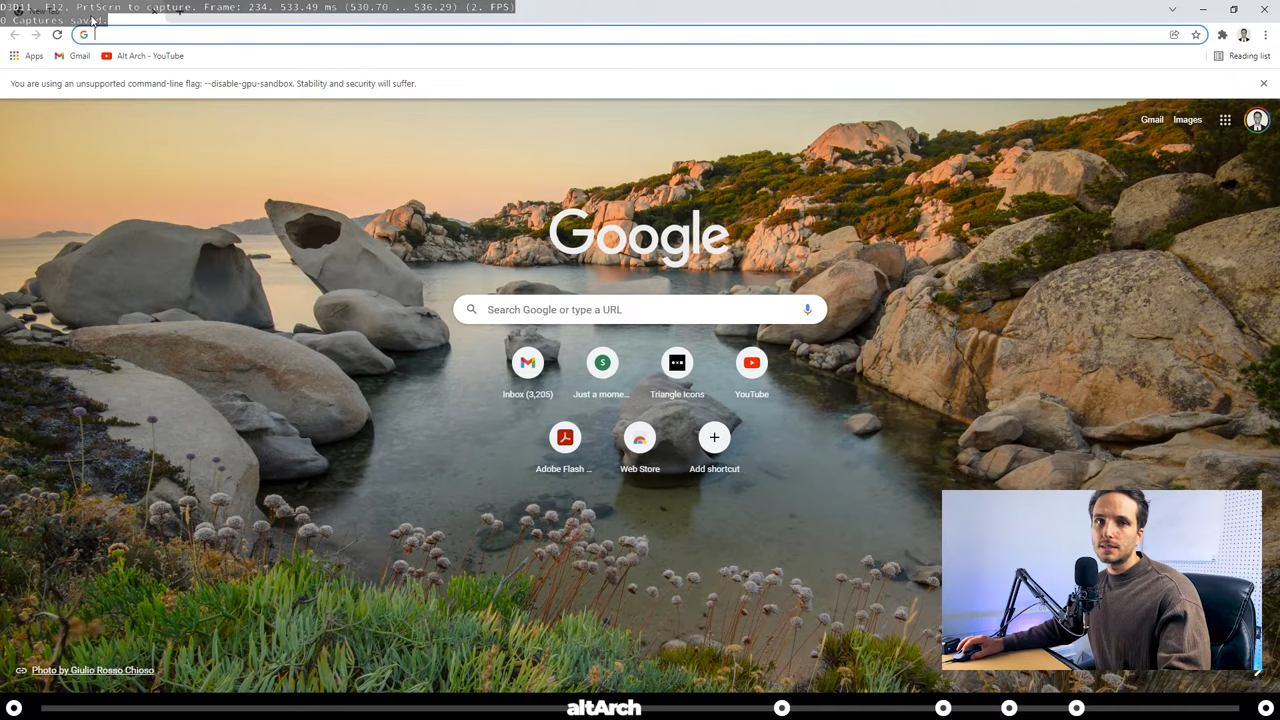 D3D11. F12, PrtScrn to capture. Frame: 234. 533.49 ms (530.70 .. 536.29) (2. FPS)
0 Captures saved.
Apps Gmail Alt Arch - YouTube Reading list
You are using an unsupported command-line flag: --disable-gpu-sandbox. Stability and security will suffer.
Gmail Images
Google
Search Google or type a URL
Inbox (3,205) Just a mome... Triangle Icons YouTube
Adobe Flash ... Web Store Add shortcut
Photo by Giulio Rosso Chioso
altArch